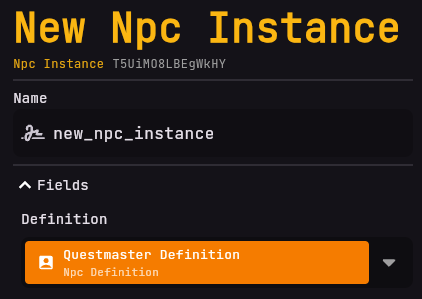 New Npc Instance
Npc Instance T5UiMO8LBEgWkHY
Name
new_npc_instance
Fields
Definition
Questmaster Definition
Npc Definition